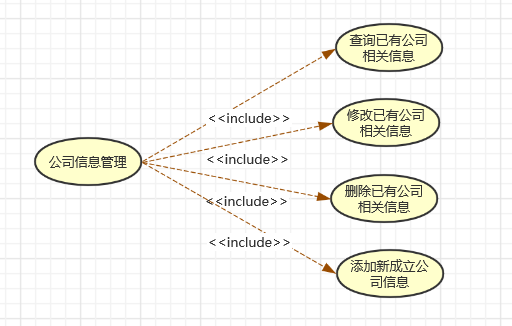 查询已有公司
相关信息
<<include>>
修改已有公司
相关信息
<<include>>
公司信息管理
删除已有公司
相关信息
<<include>>
<<include>>
添加新成立公
司信息